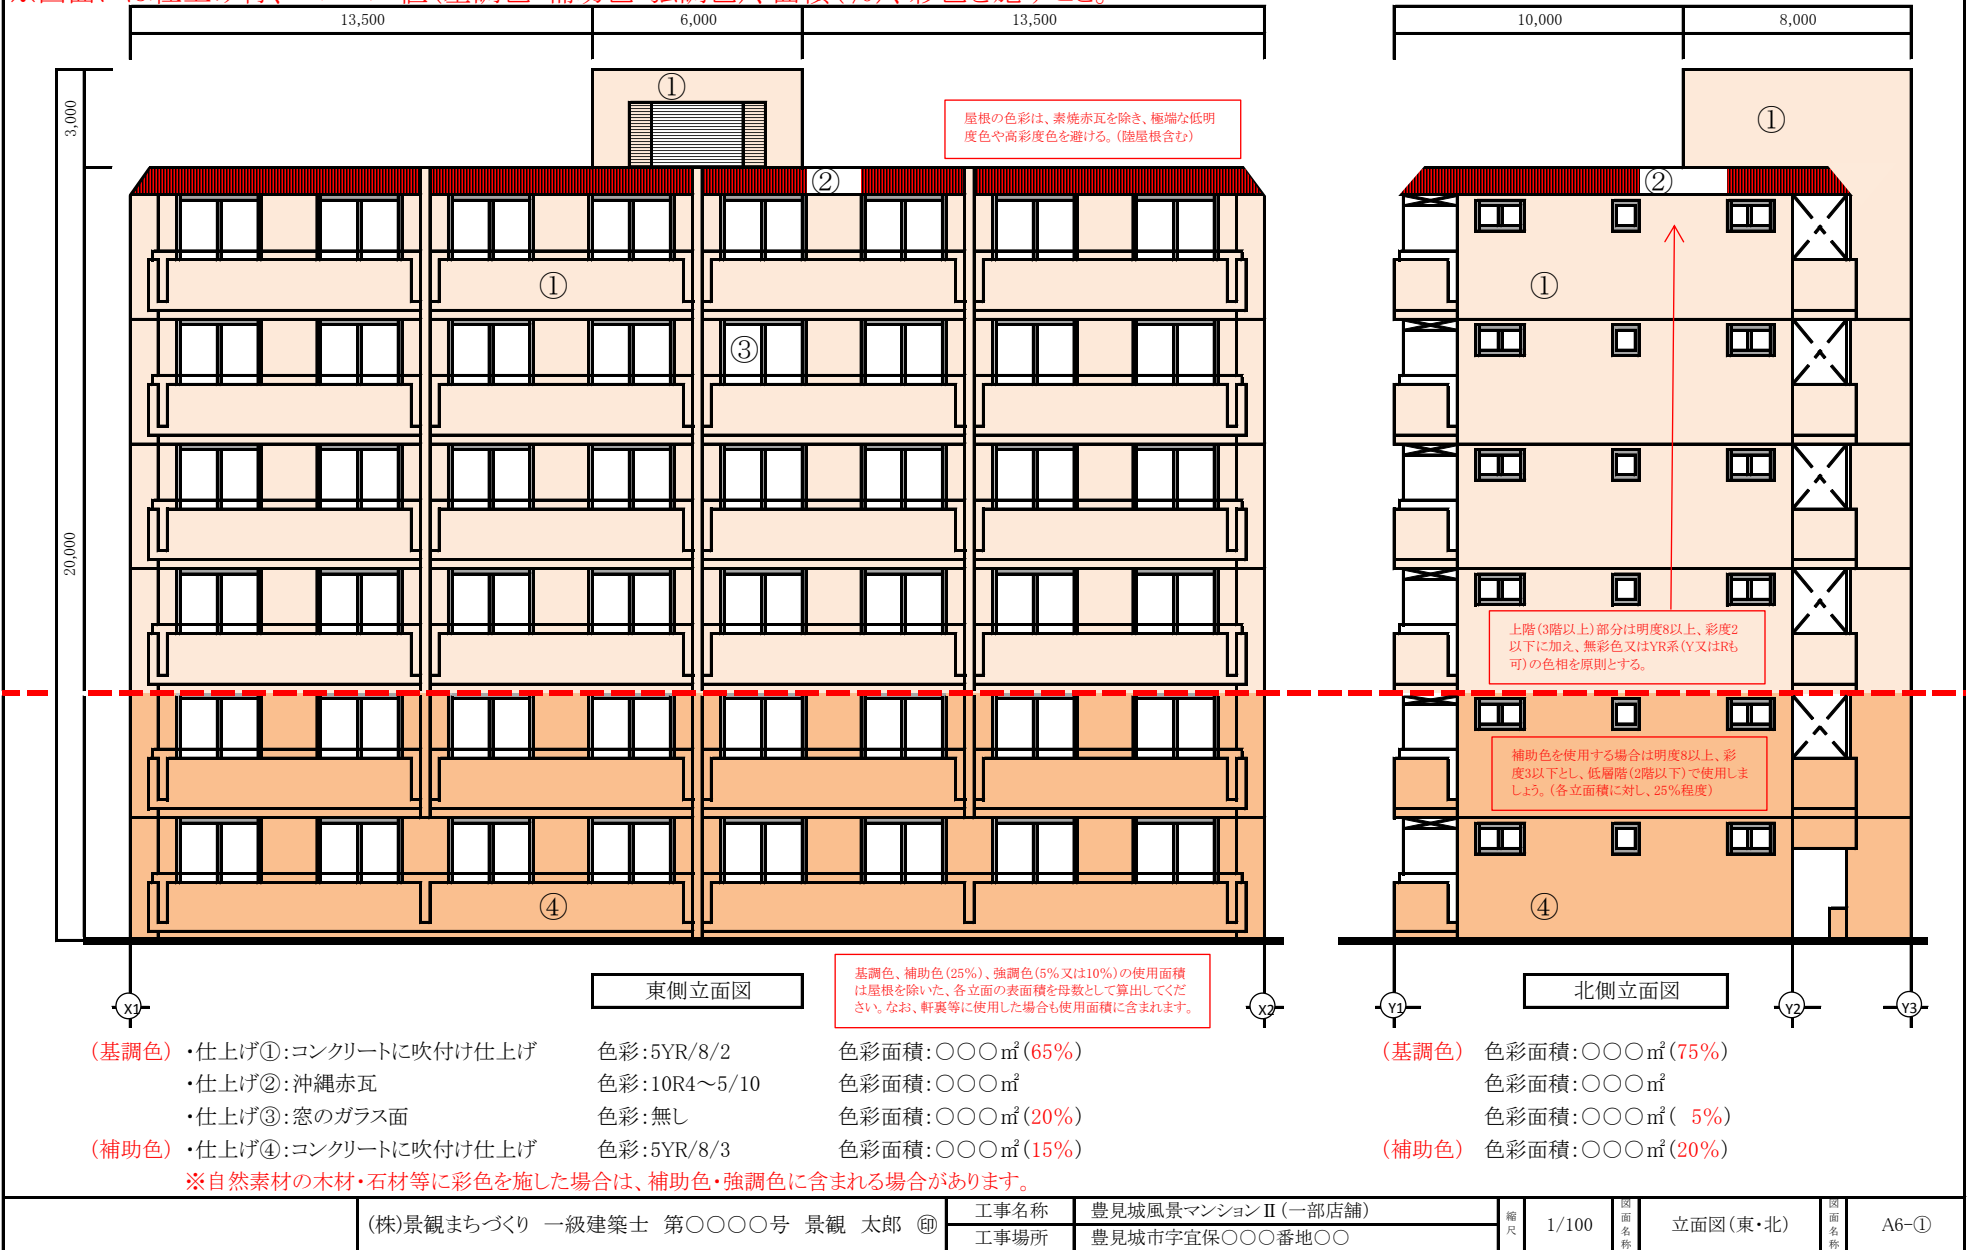 13,500
6,000
13,500
10,000
8,000
3,000
20,000
①
①
屋根の色彩は、素焼赤瓦を除き、極端な低明
度色や高彩度色を避ける。(陸屋根含む)
②
②
①
①
③
上階(3階以上)部分は明度8以上、彩度2
以下に加え、無彩色又はYR系(Y又はRも
可)の色相を原則とする。
補助色を使用する場合は明度8以上、彩
度3以下とし、低層階(2階以下)で使用しま
しょう。(各立面積に対し、25%程度)
④
④
東側立面図
基調色、補助色(25%)、強調色(5%又は10%)の使用面積
は屋根を除いた、各立面の表面積を母数として算出してくだ
さい。なお、軒裏等に使用した場合も使用面積に含まれます。
北側立面図
X1
X2
Y1
Y2
Y3
(基調色) ・仕上げ①:コンクリートに吹付け仕上げ 色彩:5YR/8/2 色彩面積:○○○㎡(65%)
・仕上げ②:沖縄赤瓦 色彩:10R4～5/10 色彩面積:○○○㎡
・仕上げ③:窓のガラス面 色彩:無し 色彩面積:○○○㎡(20%)
(補助色) ・仕上げ④:コンクリートに吹付け仕上げ 色彩:5YR/8/3 色彩面積:○○○㎡(15%)
(基調色) 色彩面積:○○○㎡(75%)
色彩面積:○○○㎡
色彩面積:○○○㎡( 5%)
(補助色) 色彩面積:○○○㎡(20%)
※自然素材の木材・石材等に彩色を施した場合は、補助色・強調色に含まれる場合があります。
(株)景観まちづくり 一級建築士 第○○○○号 景観 太郎 ㊞
工事名称 豊見城風景マンションⅡ(一部店舗)
工事場所 豊見城市字宜保○○○番地○○
縮尺 1/100
図面名称 立面図(東・北)
図面名称 A6-①